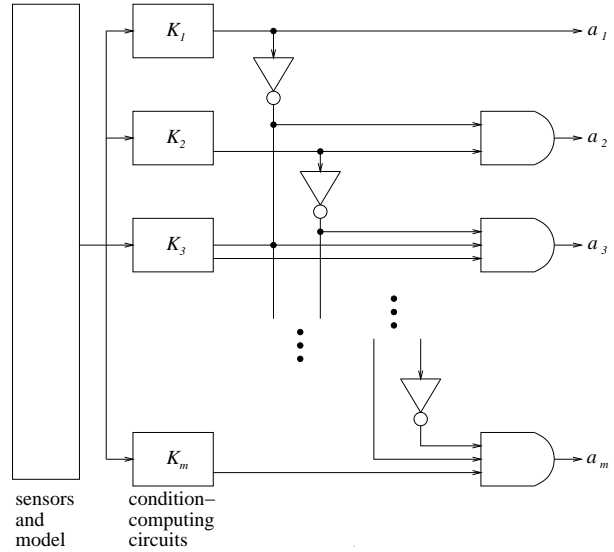 K1 a1
K2 a2
K3 a3
Km am
sensors
and
model
condition–
computing
circuits